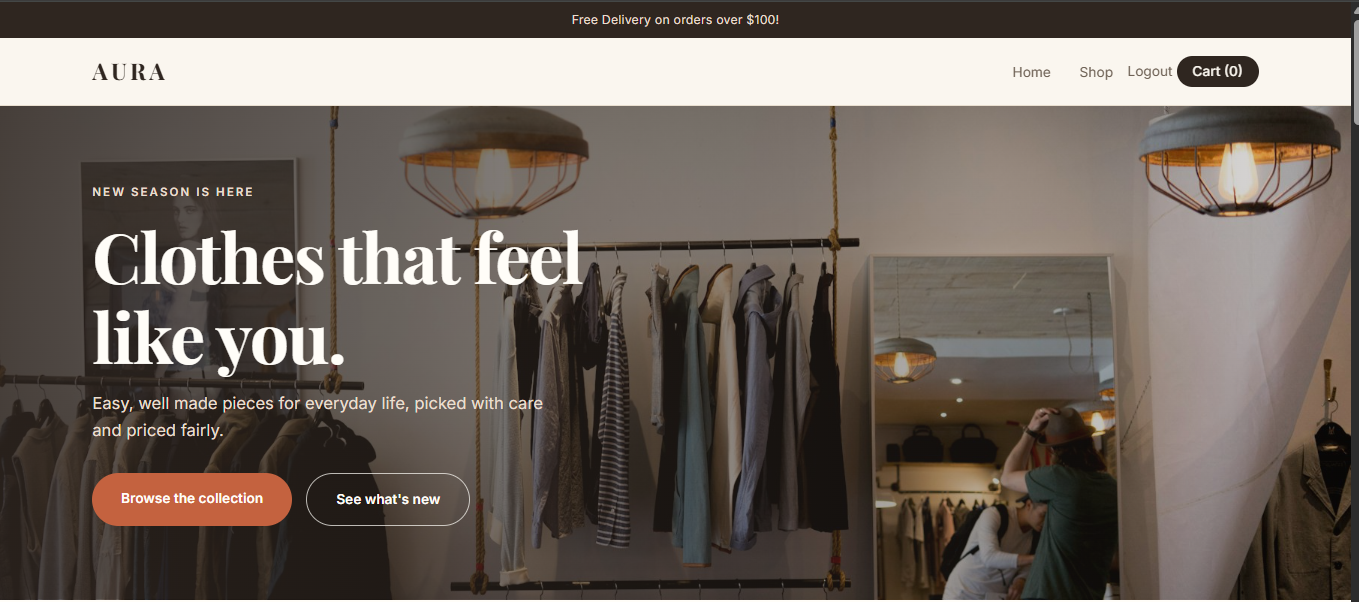 Free Delivery on orders over $100!
AURA
Home Shop Logout Cart (0)
NEW SEASON IS HERE
Clothes that feel
like you.
Easy, well made pieces for everyday life, picked with care
and priced fairly.
Browse the collection See what's new